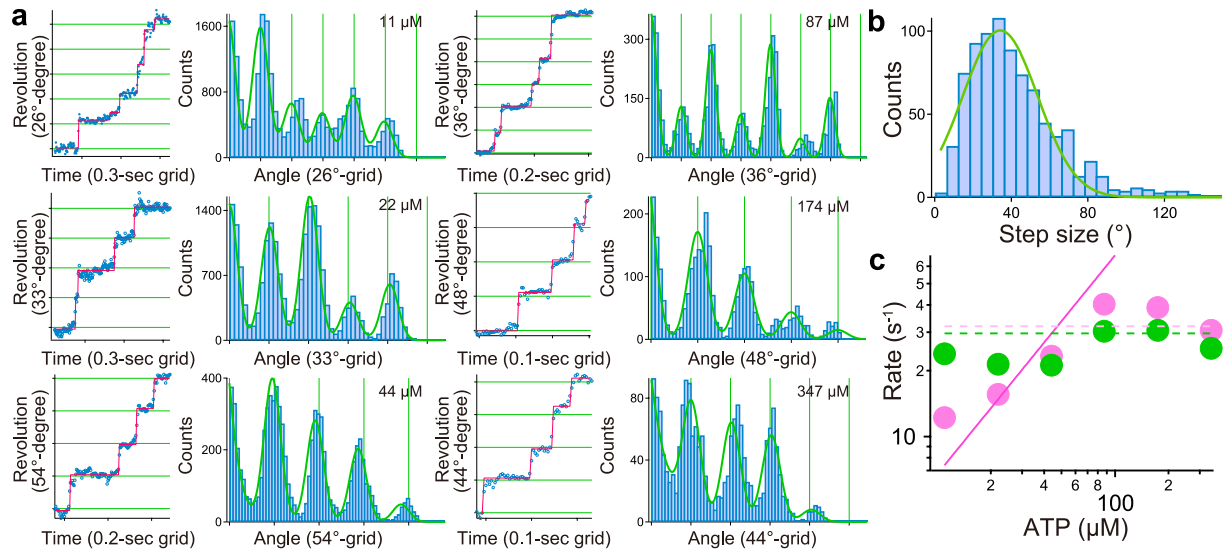 a
Revolution
(26°-degree)
Time (0.3-sec grid)
Counts
1600
800
0
11 µM
Angle (26°-grid)
Revolution
(36°-degree)
Time (0.2-sec grid)
Counts
300
150
0
87 µM
Angle (36°-grid)
Revolution
(33°-degree)
Time (0.3-sec grid)
Counts
1400
700
0
22 µM
Angle (33°-grid)
Revolution
(48°-degree)
Time (0.1-sec grid)
Counts
200
100
0
174 µM
Angle (48°-grid)
Revolution
(54°-degree)
Time (0.2-sec grid)
Counts
400
200
0
44 µM
Angle (54°-grid)
Revolution
(44°-degree)
Time (0.1-sec grid)
Counts
80
40
0
347 µM
Angle (44°-grid)
b
Counts
100
50
0
0 40 80 120
Step size (°)
c
Rate (s⁻¹)
6
5
4
3
2
10
8
2 4 6 8 100 2
ATP (µM)